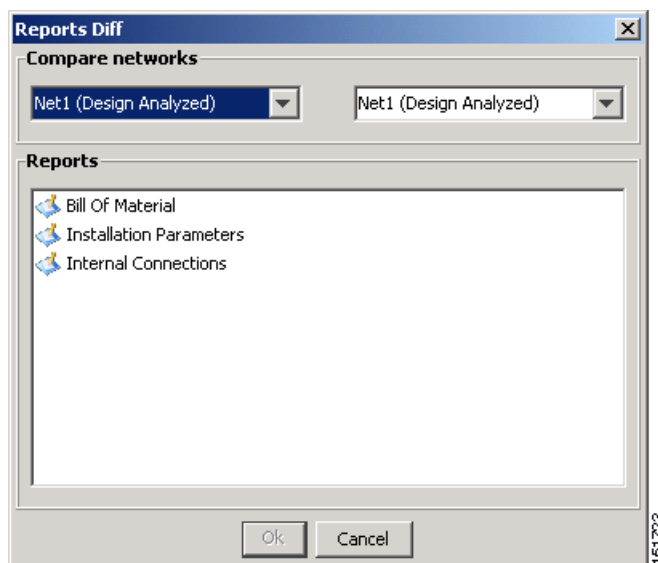 Reports Diff
Compare networks
Net1 (Design Analyzed) Net1 (Design Analyzed)
Reports
Bill Of Material
Installation Parameters
Internal Connections
Ok Cancel
151723